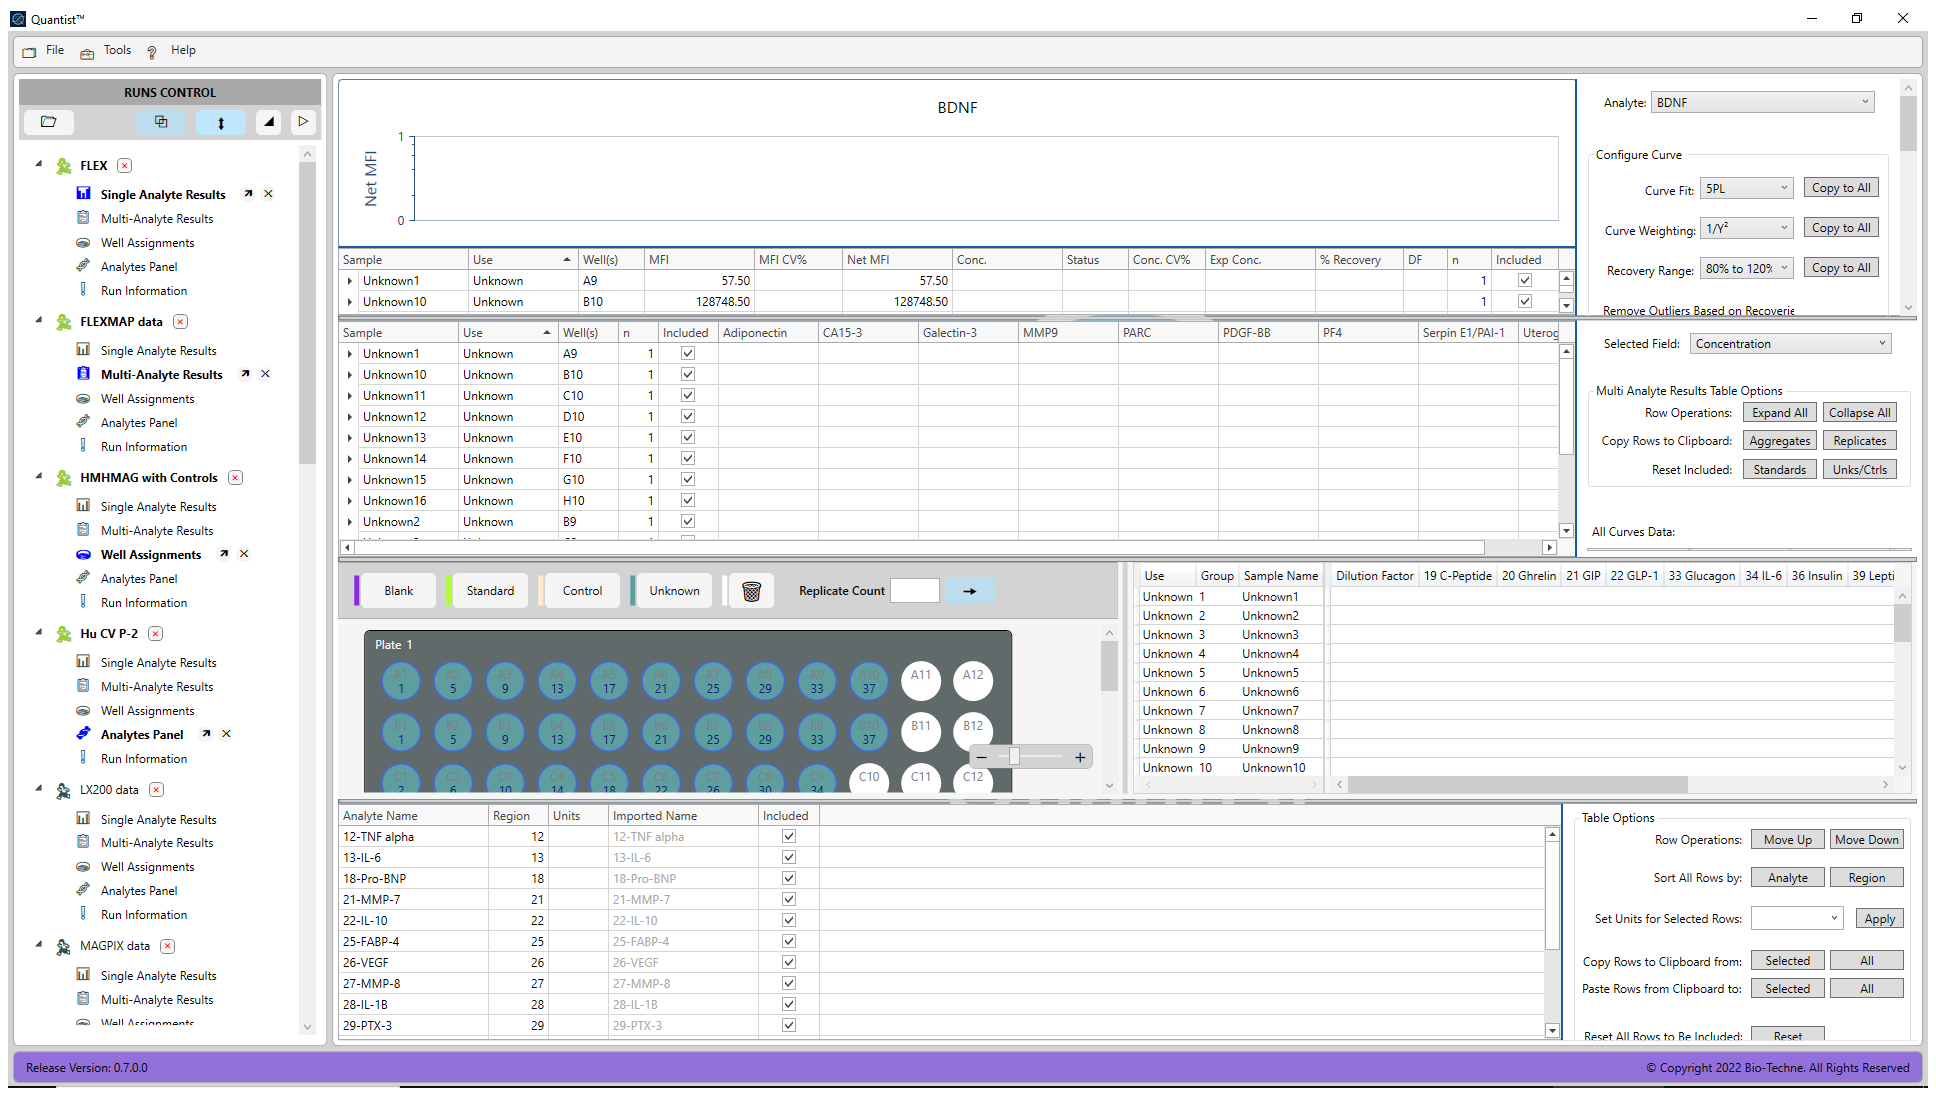 Quantist™
File Tools Help
RUNS CONTROL
FLEX
Single Analyte Results
Multi-Analyte Results
Well Assignments
Analytes Panel
Run Information
FLEXMAP data
Single Analyte Results
Multi-Analyte Results
Well Assignments
Analytes Panel
Run Information
HMHMAG with Controls
Single Analyte Results
Multi-Analyte Results
Well Assignments
Analytes Panel
Run Information
Hu CV P-2
Single Analyte Results
Multi-Analyte Results
Well Assignments
Analytes Panel
Run Information
LX200 data
Single Analyte Results
Multi-Analyte Results
Well Assignments
Analytes Panel
Run Information
MAGPIX data
Single Analyte Results
Multi-Analyte Results
Well Assignments
BDNF
Net MFI
1
0
Sample Use Well(s) MFI MFI CV% Net MFI Conc. Status Conc. CV% Exp Conc. % Recovery DF n Included
Unknown1 Unknown A9 57.50 57.50 1
Unknown10 Unknown B10 128748.50 128748.50 1
Analyte: BDNF
Configure Curve
Curve Fit: 5PL Copy to All
Curve Weighting: 1/Y² Copy to All
Recovery Range: 80% to 120% Copy to All
Remove Outliers Based on Recoverie
Sample Use Well(s) n Included Adiponectin CA15-3 Galectin-3 MMP9 PARC PDGF-BB PF4 Serpin E1/PAI-1 Uterog
Unknown1 Unknown A9 1
Unknown10 Unknown B10 1
Unknown11 Unknown C10 1
Unknown12 Unknown D10 1
Unknown13 Unknown E10 1
Unknown14 Unknown F10 1
Unknown15 Unknown G10 1
Unknown16 Unknown H10 1
Unknown2 Unknown B9 1
Selected Field: Concentration
Multi Analyte Results Table Options
Row Operations: Expand All Collapse All
Copy Rows to Clipboard: Aggregates Replicates
Reset Included: Standards Unks/Ctrls
All Curves Data:
Blank Standard Control Unknown Replicate Count
Plate 1
A1 A2 A3 A4 A5 A6 A7 A8 A9 A10 A11 A12
1 5 9 13 17 21 25 29 33 37
B1 B2 B3 B4 B5 B6 B7 B8 B9 B10 B11 B12
1 5 9 13 17 21 25 29 33 37
C1 C2 C3 C4 C5 C6 C7 C8 C9 C10 C11 C12
2 6 10 14 18 22 26 30 34
Use Group Sample Name Dilution Factor 19 C-Peptide 20 Ghrelin 21 GIP 22 GLP-1 33 Glucagon 34 IL-6 36 Insulin 39 Lepti
Unknown 1 Unknown1
Unknown 2 Unknown2
Unknown 3 Unknown3
Unknown 4 Unknown4
Unknown 5 Unknown5
Unknown 6 Unknown6
Unknown 7 Unknown7
Unknown 8 Unknown8
Unknown 9 Unknown9
Unknown 10 Unknown10
Analyte Name Region Units Imported Name Included
12-TNF alpha 12 12-TNF alpha
13-IL-6 13 13-IL-6
18-Pro-BNP 18 18-Pro-BNP
21-MMP-7 21 21-MMP-7
22-IL-10 22 22-IL-10
25-FABP-4 25 25-FABP-4
26-VEGF 26 26-VEGF
27-MMP-8 27 27-MMP-8
28-IL-1B 28 28-IL-1B
29-PTX-3 29 29-PTX-3
Table Options
Row Operations: Move Up Move Down
Sort All Rows by: Analyte Region
Set Units for Selected Rows: Apply
Copy Rows to Clipboard from: Selected All
Paste Rows from Clipboard to: Selected All
Reset All Rows to Be Included: Reset
Release Version: 0.7.0.0
© Copyright 2022 Bio-Techne. All Rights Reserved